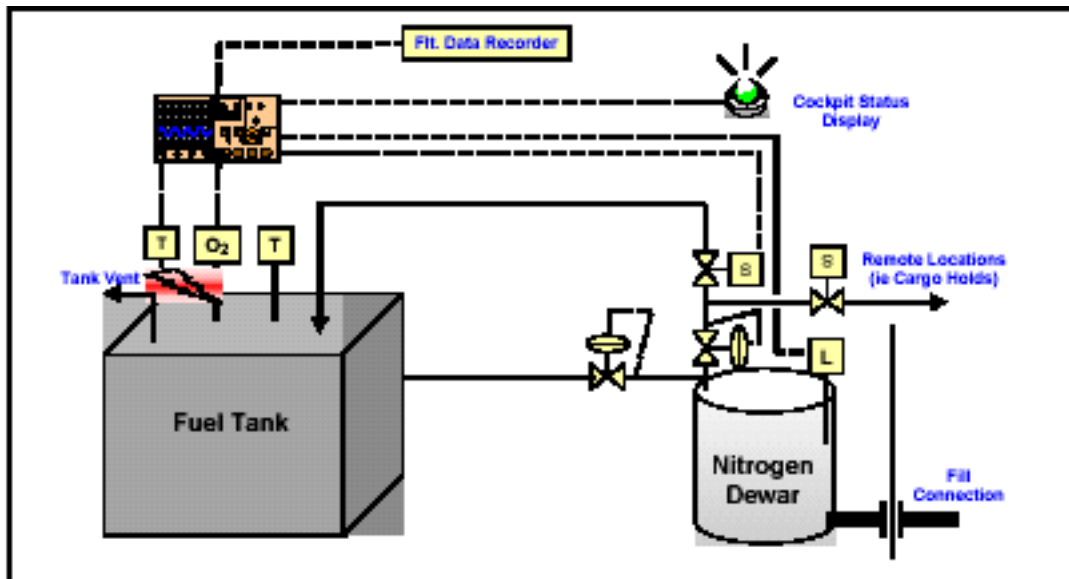 Flt. Data Recorder
Cockpit Status
Display
T
O2
T
S
S
Tank Vent
Remote Locations
(ie Cargo Holds)
L
Fuel Tank
Nitrogen
Dewar
Fill
Connection